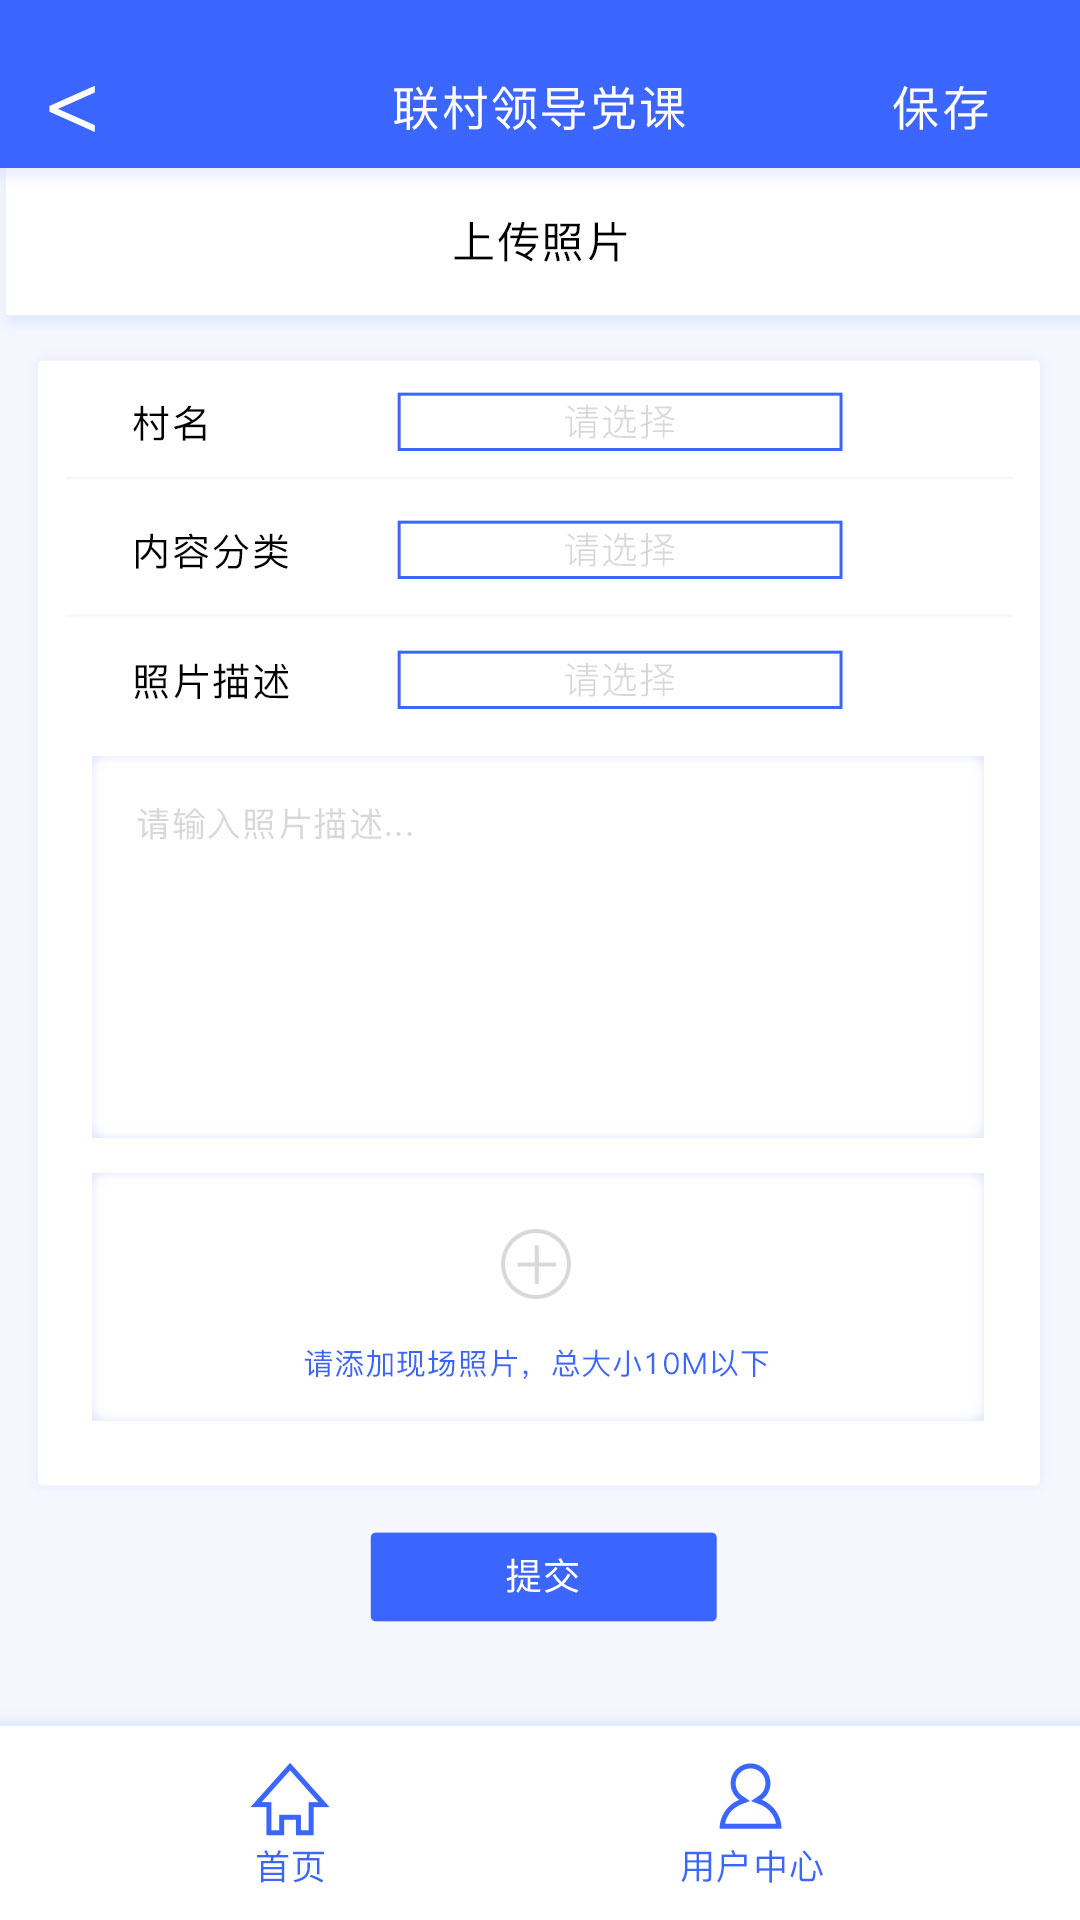 <
联村领导党课
保存
上传照片
村名
请选择
内容分类
请选择
照片描述
请选择
请输入照片描述...
请添加现场照片，总大小10M以下
提交
首页
用户中心